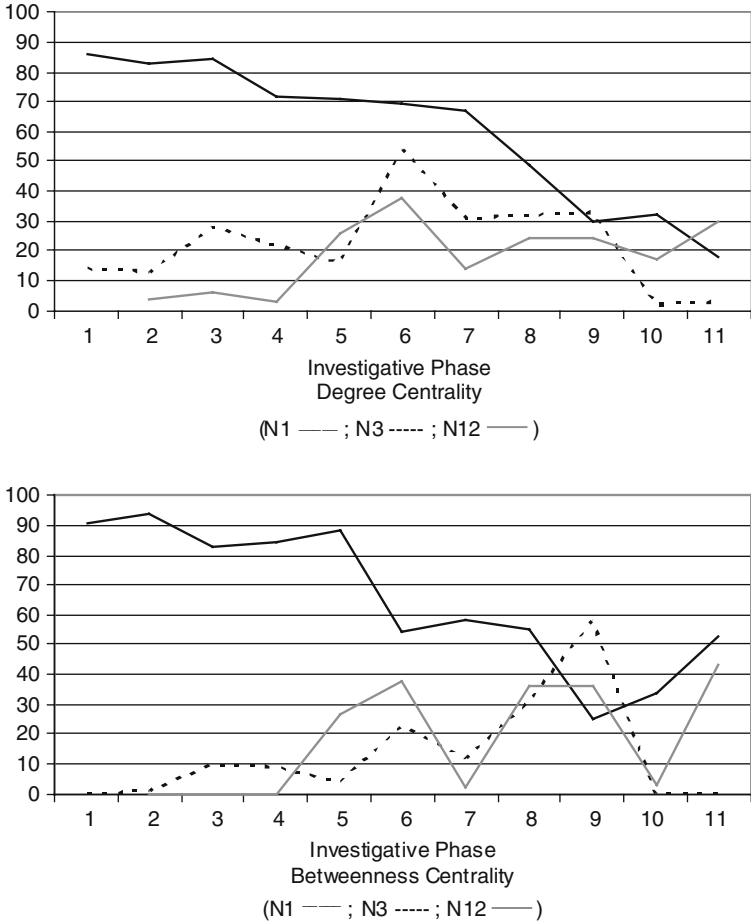 100
90
80
70
60
50
40
30
20
10
0
1 2 3 4 5 6 7 8 9 10 11
Investigative Phase
Degree Centrality
(N1 —— ; N3 ----- ; N12 —— )
100
90
80
70
60
50
40
30
20
10
0
1 2 3 4 5 6 7 8 9 10 11
Investigative Phase
Betweenness Centrality
(N1 —— ; N3 ----- ; N12 —— )